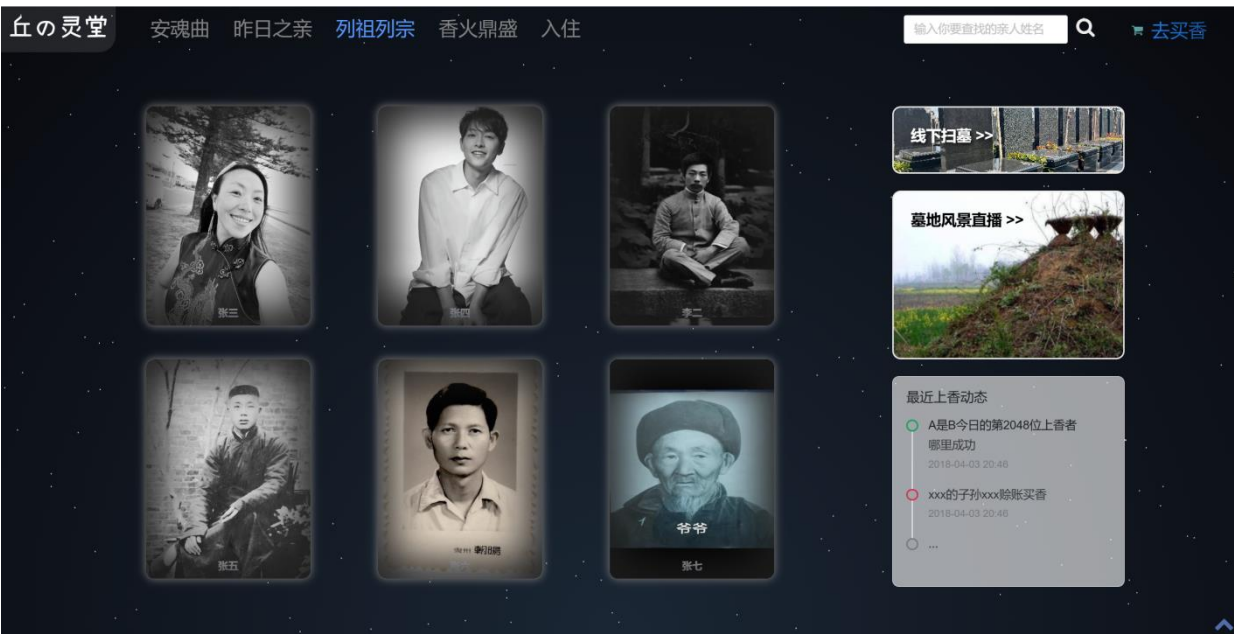 丘の灵堂
安魂曲
昨日之亲
列祖列宗
香火鼎盛
入住
输入你要查找的亲人姓名
去买香
张三
张四
李二
线下扫墓 >>
墓地风景直播 >>
张五
爷爷
张七
最近上香动态
A是B今日的第2048位上香者
哪里成功
2018-04-03 20:46
xxx的子孙xxx赊账买香
2018-04-03 20:46
...